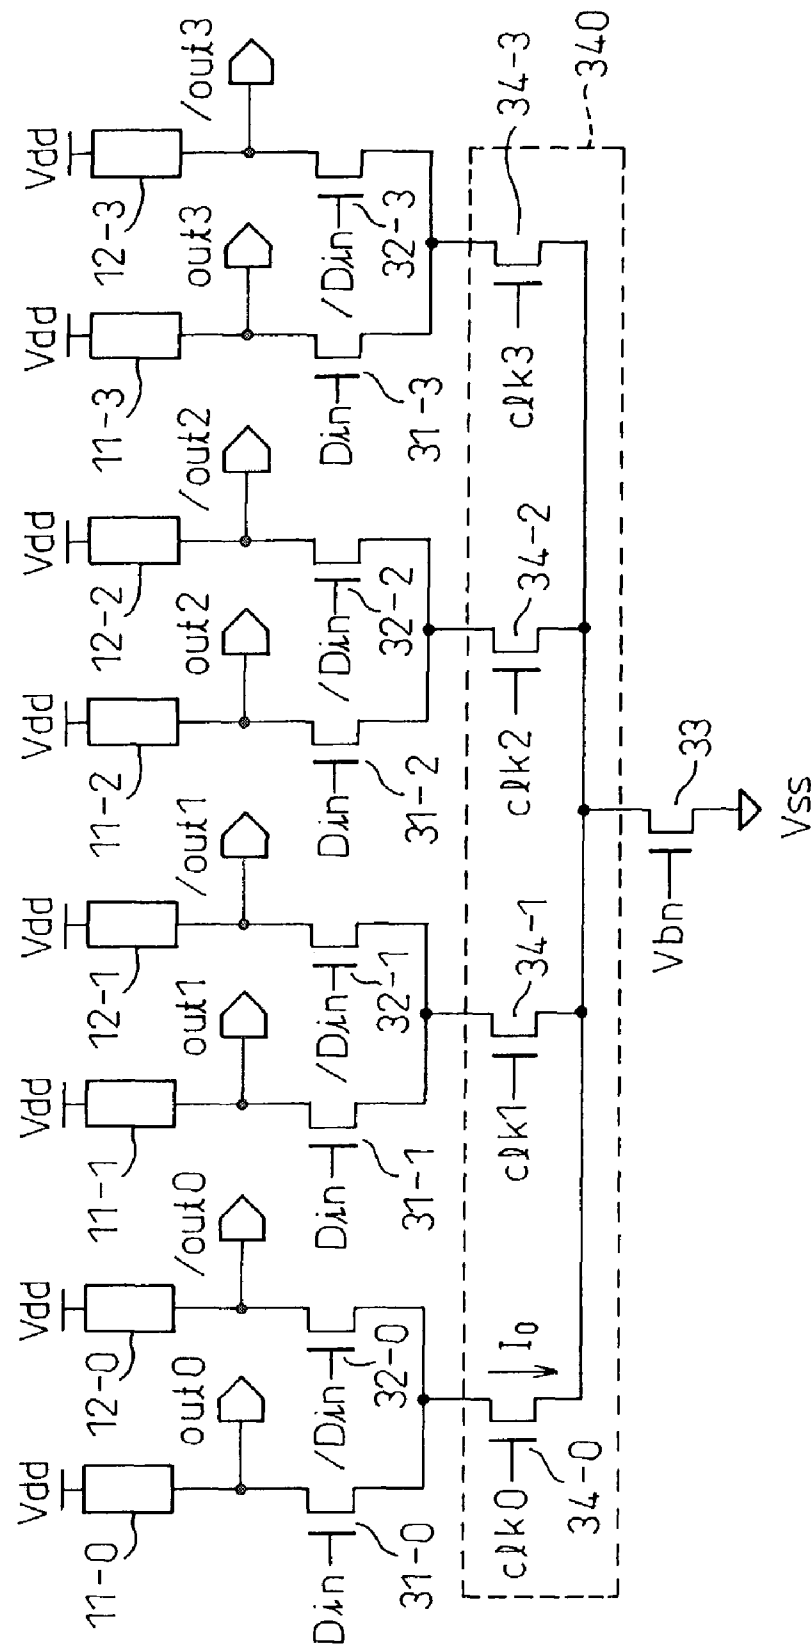 Vdd
Vdd
Vdd
Vdd
Vdd
Vdd
Vdd
Vdd
11-0
12-0
11-1
12-1
11-2
12-2
11-3
12-3
out0
/out0
out1
/out1
out2
/out2
out3
/out3
Din
/Din
Din
/Din
Din
/Din
Din
/Din
31-0
32-0
31-1
32-1
31-2
32-2
31-3
32-3
clk0
I0
clk1
clk2
clk3
34-0
34-1
34-2
34-3
340
Vbn
33
Vss